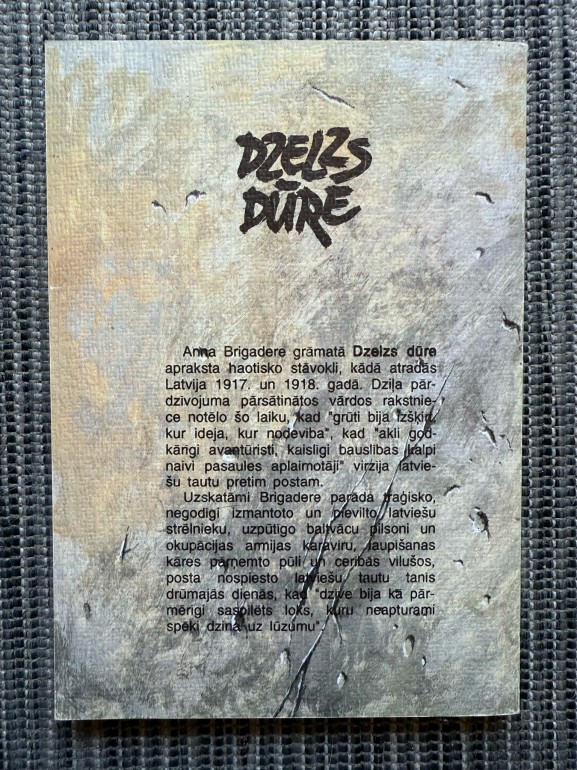 DZELZS
DŪRE
Anna Brigadere grāmatā Dzelzs dūre
apraksta haotisko stāvokli, kādā atradās
Latvija 1917. un 1918. gadā. Dziļa pār-
dzīvojuma pārsātinātos vārdos rakstnie-
ce notēlo šo laiku, kad "grūti bija izšķirt,
kur ideja, kur nodevība", kad "akli god-
kārīgi avantūristi, kaislīgi bauslības kalpi
naivi pasaules aplaimotāji" virzīja latvie-
šu tautu pretim postam.
Uzskatāmi Brigadere parāda traģisko,
negodīgi izmantoto un pievilto latviešu
strēlnieku, uzpūtīgo baltvācu pilsoni un
okupācijas armijas karavīru, laupīšanas
kāres pārņemto pūli un cerībās vilušos,
posta nospiesto latviešu tautu tanīs
drūmajās dienās, kad "dzīve bija kā pār-
mērīgi saspīlēts loks, kuru neapturami
spēki dzina uz lūzumu".